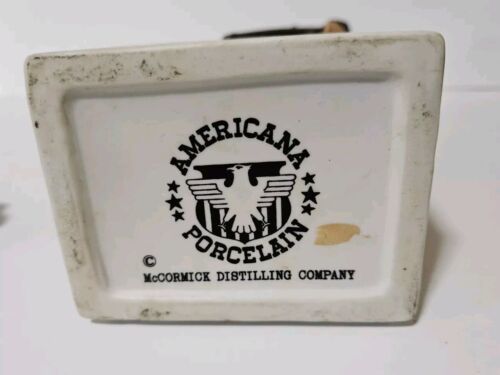 AMERICANA
PORCELAIN
©
McCORMICK DISTILLING COMPANY